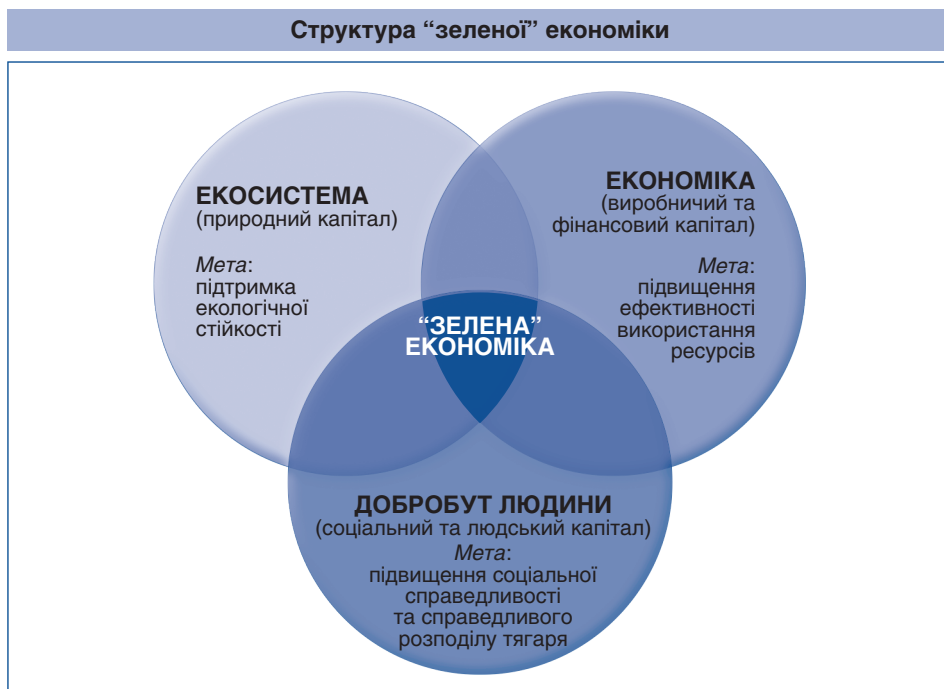 Структура “зеленої” економіки
ЕКОСИСТЕМА
(природний капітал)
Мета:
підтримка
екологічної
стійкості
ЕКОНОМІКА
(виробничий та
фінансовий капітал)
Мета:
підвищення
ефективності
використання
ресурсів
“ЗЕЛЕНА”
ЕКОНОМІКА
ДОБРОБУТ ЛЮДИНИ
(соціальний та людський капітал)
Мета:
підвищення соціальної
справедливості
та справедливого
розподілу тягаря